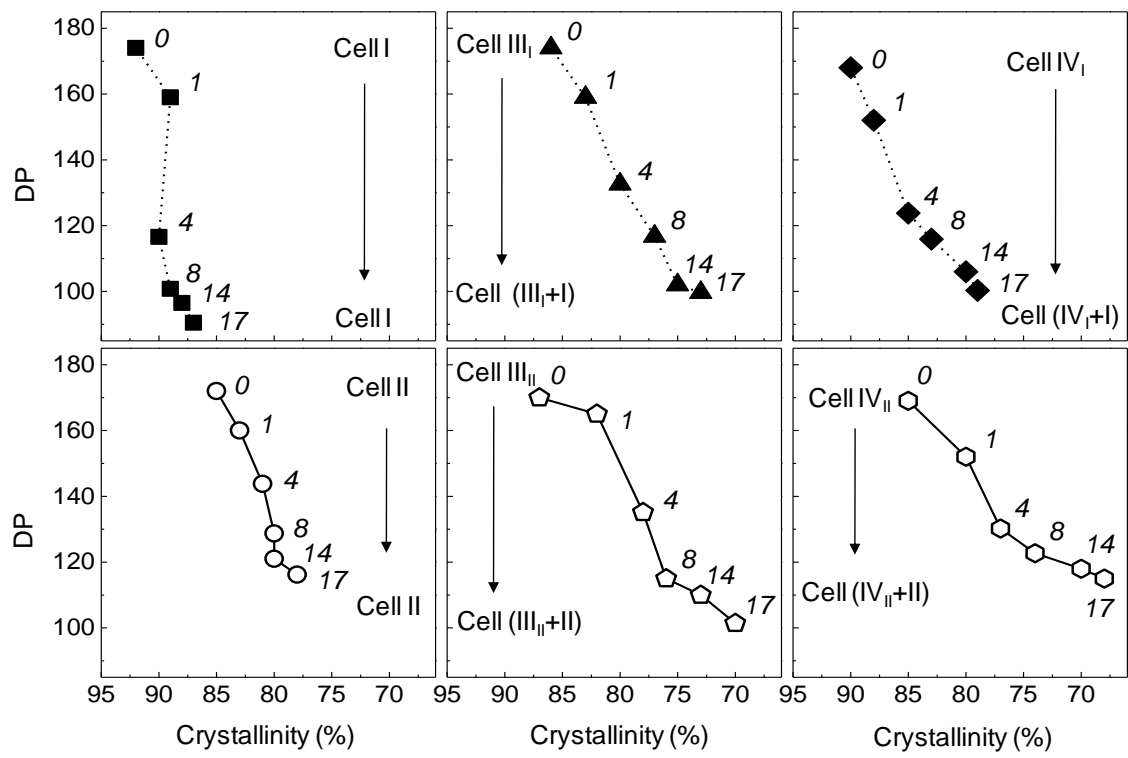 180
160
140
120
100
DP
0
1
4
8
14
17
Cell I
Cell I
Cell III_I
0
1
4
8
14
17
Cell (III_I+I)
0
1
4
8
14
17
Cell IV_I
Cell (IV_I+I)
180
160
140
120
100
DP
0
1
4
8
14
17
Cell II
Cell II
Cell III_II
0
1
4
8
14
17
Cell (III_II+II)
0
1
4
8
14
17
Cell IV_II
Cell (IV_II+II)
95 90 85 80 75 70
95 90 85 80 75 70
95 90 85 80 75 70
Crystallinity (%)
Crystallinity (%)
Crystallinity (%)